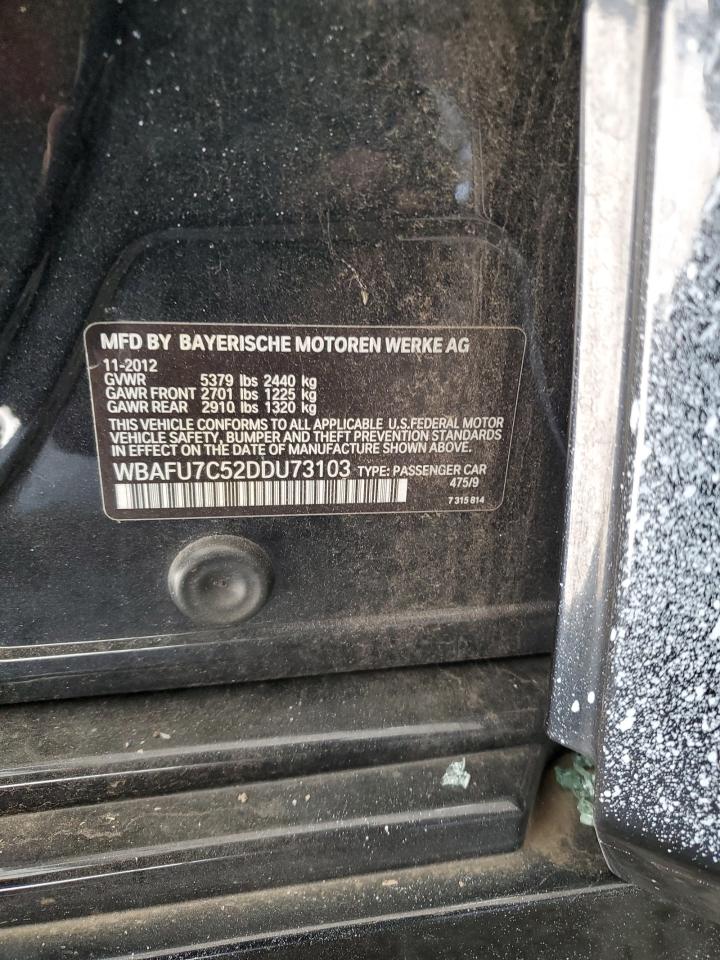 MFD BY BAYERISCHE MOTOREN WERKE AG
11-2012
GVWR 5379 lbs 2440 kg
GAWR FRONT 2701 lbs 1225 kg
GAWR REAR 2910 lbs 1320 kg
THIS VEHICLE CONFORMS TO ALL APPLICABLE U.S.FEDERAL MOTOR
VEHICLE SAFETY, BUMPER AND THEFT PREVENTION STANDARDS
IN EFFECT ON THE DATE OF MANUFACTURE SHOWN ABOVE.
WBAFU7C52DDU73103 TYPE: PASSENGER CAR
475/9
7 315 814